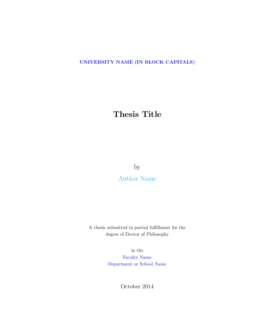 UNIVERSITY NAME (IN BLOCK CAPITALS)
Thesis Title
by
Author Name
A thesis submitted in partial fulfillment for the
degree of Doctor of Philosophy
in the
Faculty Name
Department or School Name
October 2014